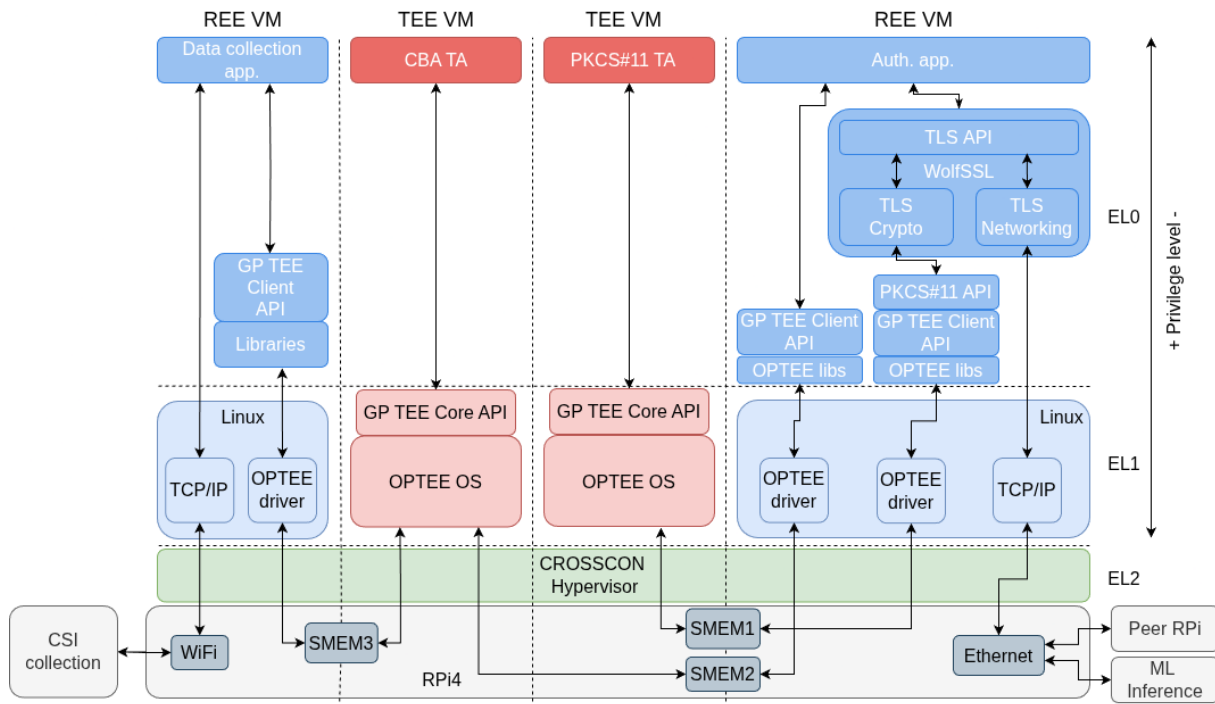 REE VM
TEE VM
TEE VM
REE VM
Data collection
app.
CBA TA
PKCS#11 TA
Auth. app.
TLS API
WolfSSL
TLS
Crypto
TLS
Networking
EL0
+ Privilege level -
GP TEE
Client
API
Libraries
PKCS#11 API
GP TEE Client
API
OPTEE libs
GP TEE Client
API
OPTEE libs
Linux
TCP/IP
OPTEE
driver
GP TEE Core API
OPTEE OS
GP TEE Core API
OPTEE OS
Linux
OPTEE
driver
OPTEE
driver
TCP/IP
EL1
CROSSCON
Hypervisor
EL2
CSI
collection
WiFi
SMEM3
RPi4
SMEM1
SMEM2
Ethernet
Peer RPi
ML
Inference